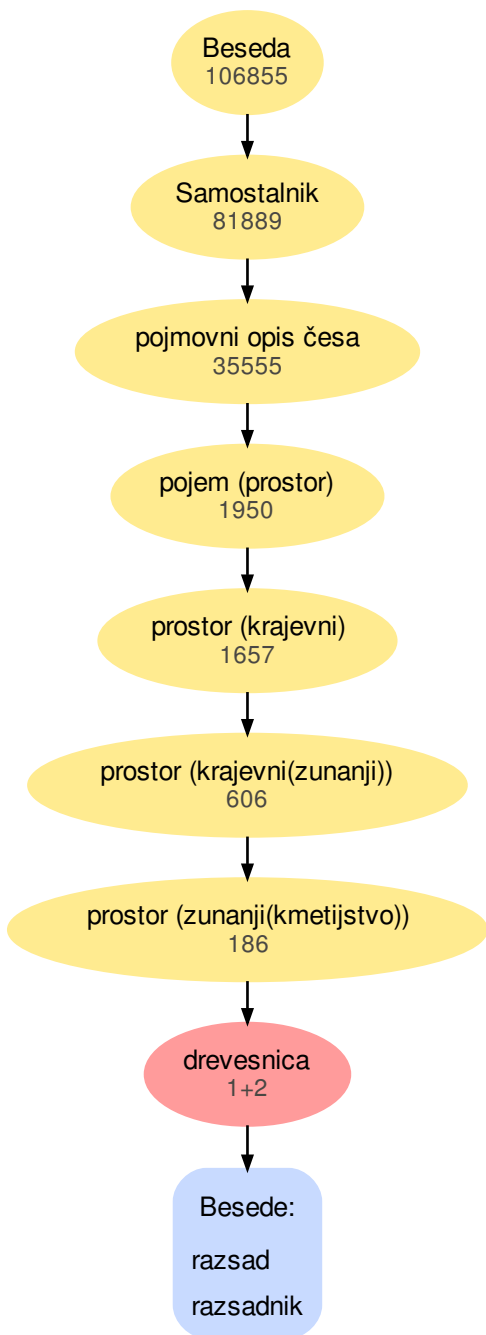 Beseda
106855
Samostalnik
81889
pojmovni opis česa
35555
pojem (prostor)
1950
prostor (krajevni)
1657
prostor (krajevni(zunanji))
606
prostor (zunanji(kmetijstvo))
186
drevesnica
1+2
Besede:
razsad
razsadnik